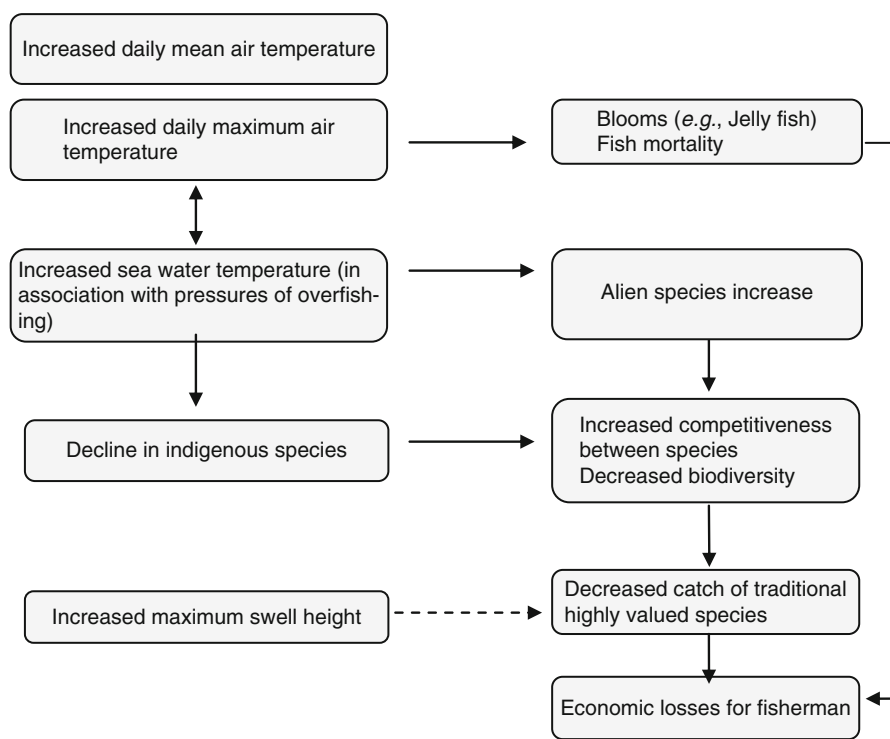 Increased daily mean air temperature
Increased daily maximum air
temperature
Blooms (e.g., Jelly fish)
Fish mortality
Increased sea water temperature (in
association with pressures of overfish-
ing)
Alien species increase
Decline in indigenous species
Increased competitiveness
between species
Decreased biodiversity
Increased maximum swell height
Decreased catch of traditional
highly valued species
Economic losses for fisherman